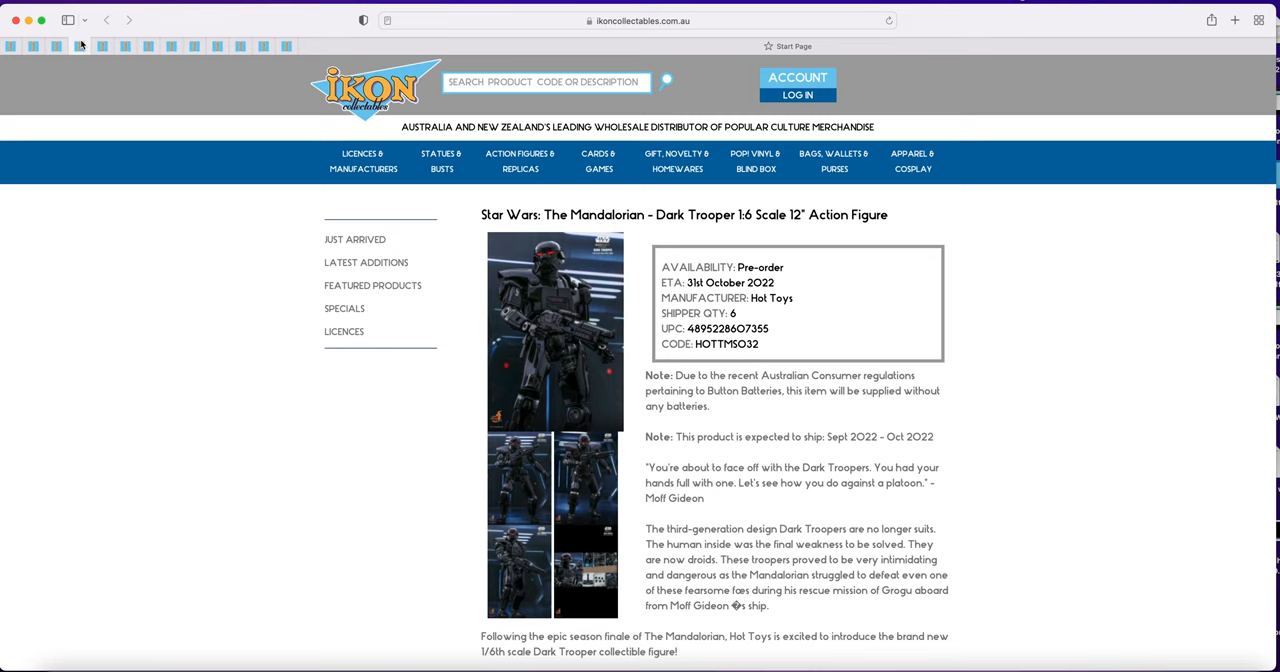 ikoncollectables.com.au
Start Page
iKON
collectables
SEARCH PRODUCT CODE OR DESCRIPTION
ACCOUNT
LOG IN
AUSTRALIA AND NEW ZEALAND'S LEADING WHOLESALE DISTRIBUTOR OF POPULAR CULTURE MERCHANDISE
LICENCES &
MANUFACTURERS
STATUES &
BUSTS
ACTION FIGURES &
REPLICAS
CARDS &
GAMES
GIFT, NOVELTY &
HOMEWARES
POP! VINYL &
BLIND BOX
BAGS, WALLETS &
PURSES
APPAREL &
COSPLAY
JUST ARRIVED
LATEST ADDITIONS
FEATURED PRODUCTS
SPECIALS
LICENCES
Star Wars: The Mandalorian - Dark Trooper 1:6 Scale 12" Action Figure
AVAILABILITY: Pre-order
ETA: 31st October 2022
MANUFACTURER: Hot Toys
SHIPPER QTY: 6
UPC: 4895228607355
CODE: HOTTMS032
Note: Due to the recent Australian Consumer regulations
pertaining to Button Batteries, this item will be supplied without
any batteries.
Note: This product is expected to ship: Sept 2022 - Oct 2022
"You're about to face off with the Dark Troopers. You had your
hands full with one. Let's see how you do against a platoon." -
Moff Gideon
The third-generation design Dark Troopers are no longer suits.
The human inside was the final weakness to be solved. They
are now droids. These troopers proved to be very intimidating
and dangerous as the Mandalorian struggled to defeat even one
of these fearsome foes during his rescue mission of Grogu aboard
from Moff Gideon �s ship.
Following the epic season finale of The Mandalorian, Hot Toys is excited to introduce the brand new
1/6th scale Dark Trooper collectible figure!